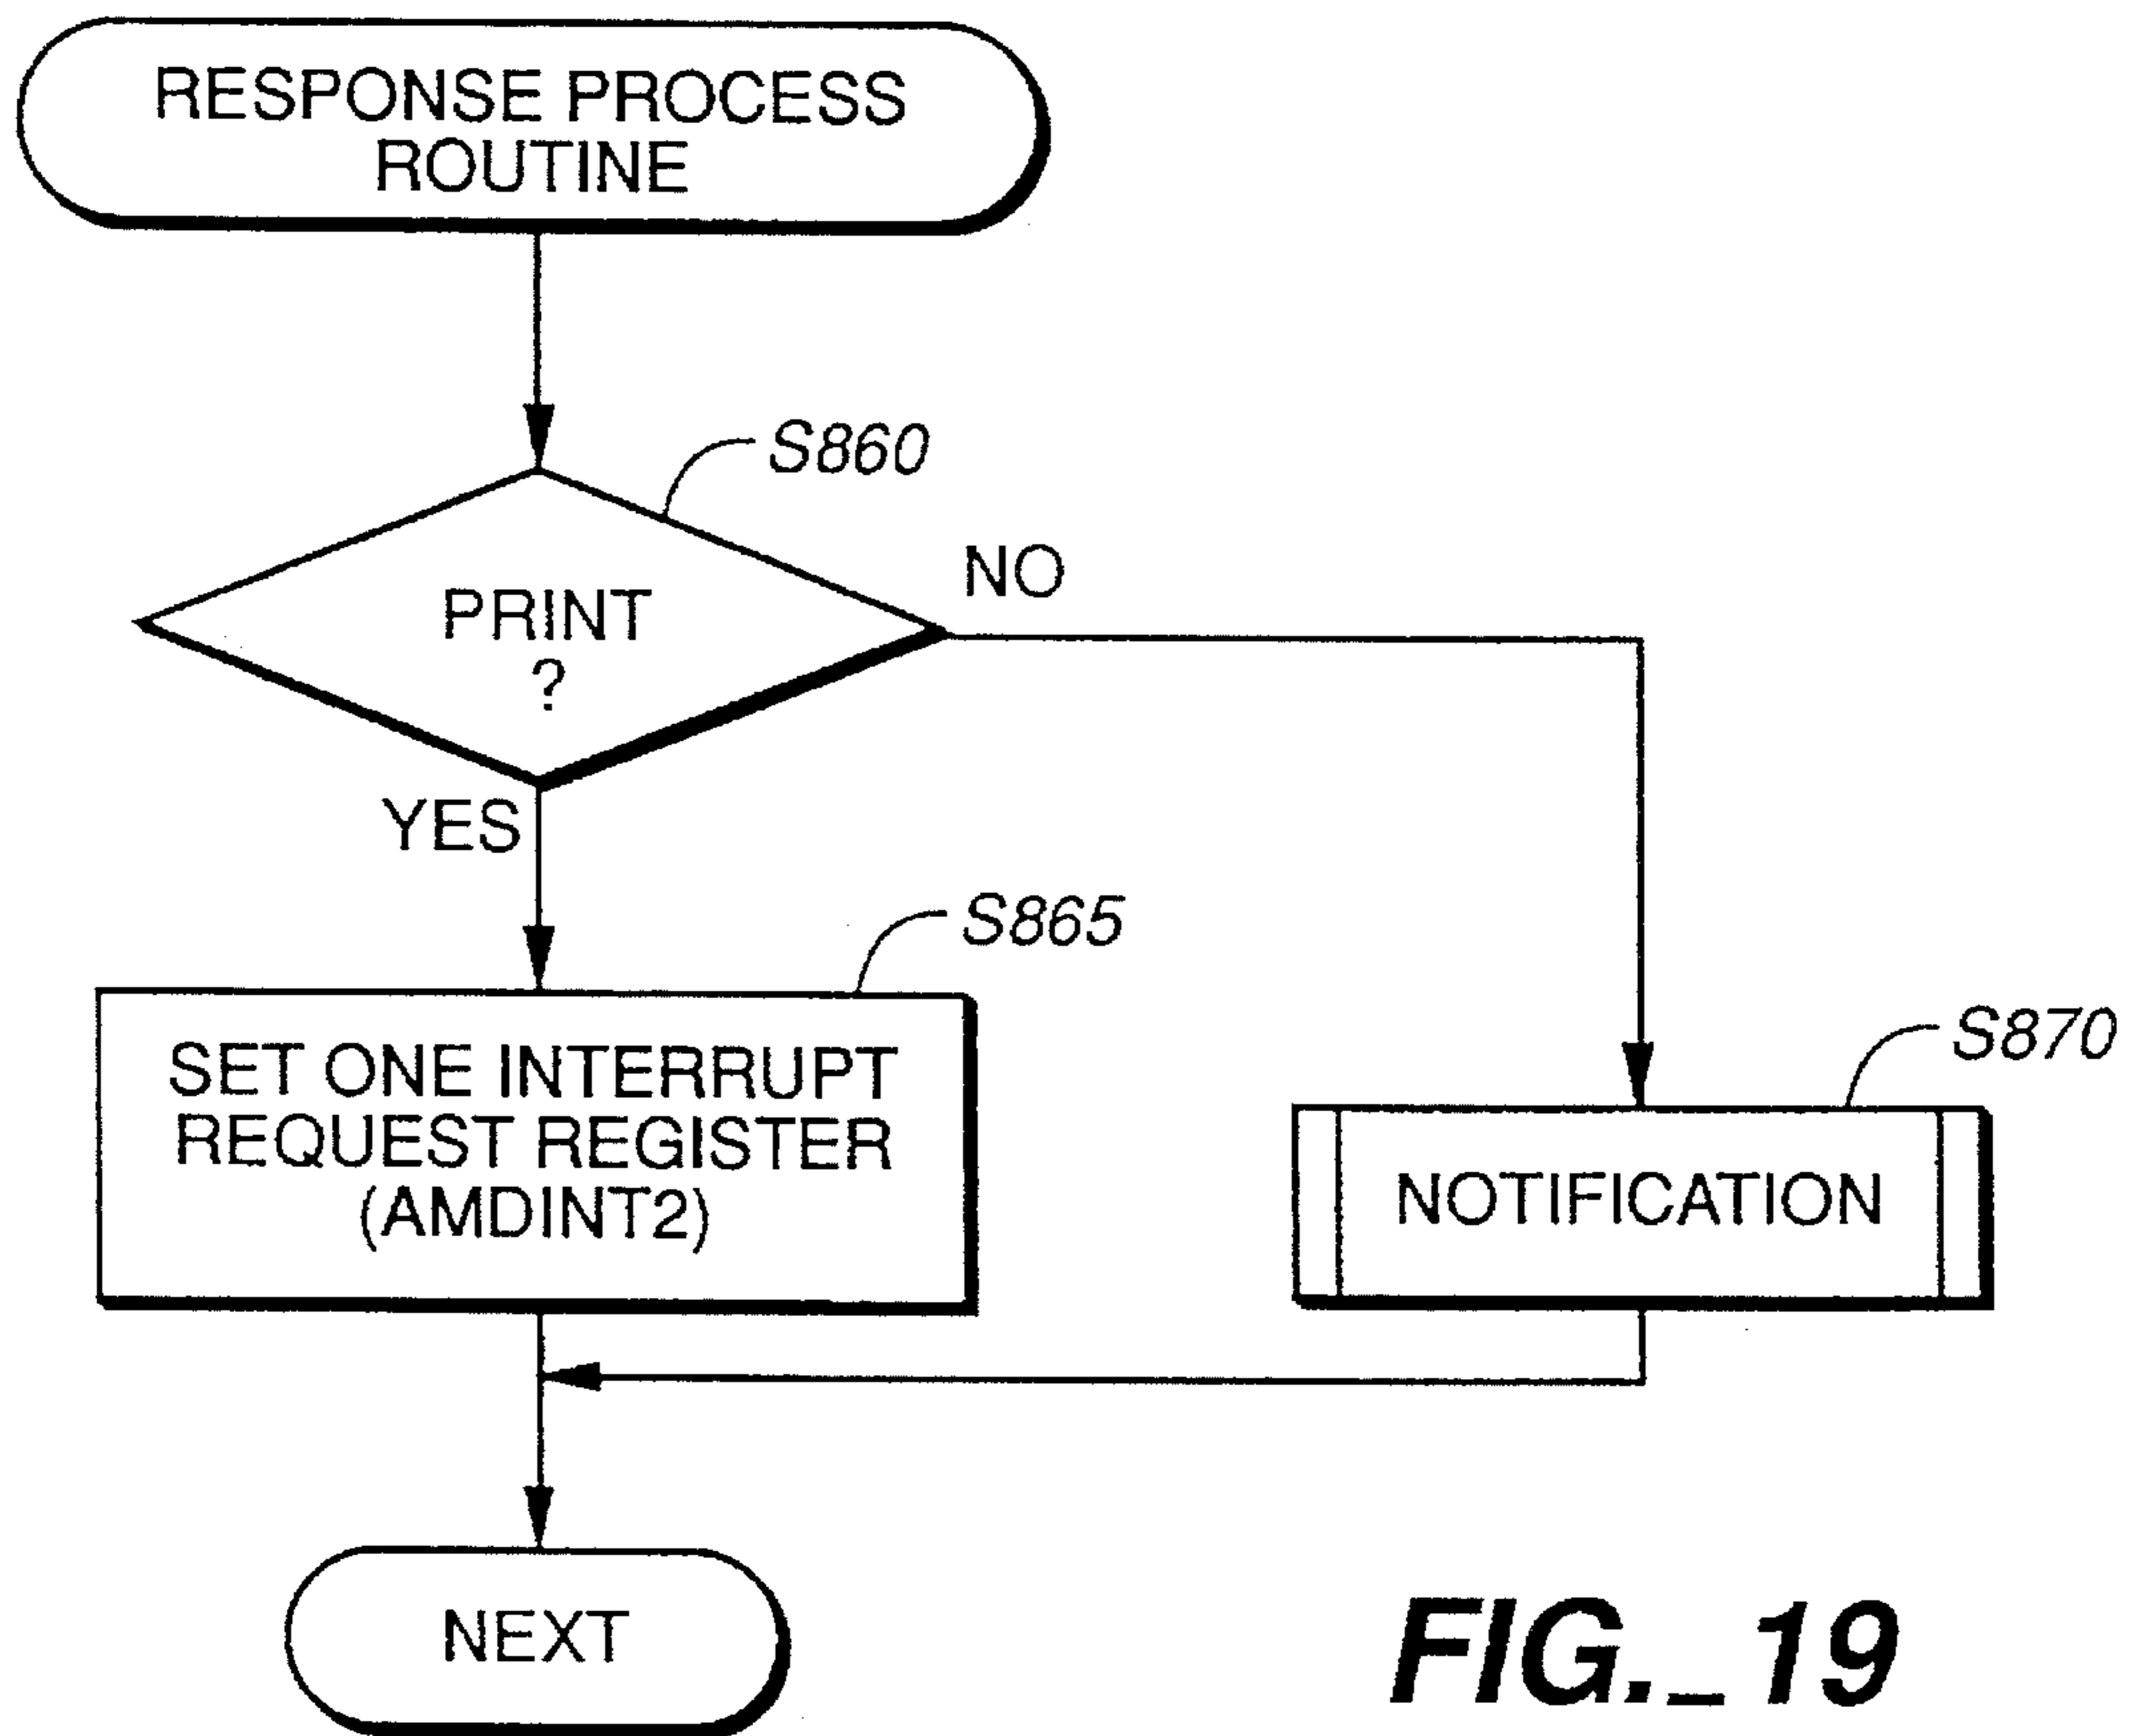 RESPONSE PROCESS
ROUTINE
S860
PRINT
?
NO
YES
S865
SET ONE INTERRUPT
REQUEST REGISTER
(AMDINT2)
S870
NOTIFICATION
NEXT
FIG._19